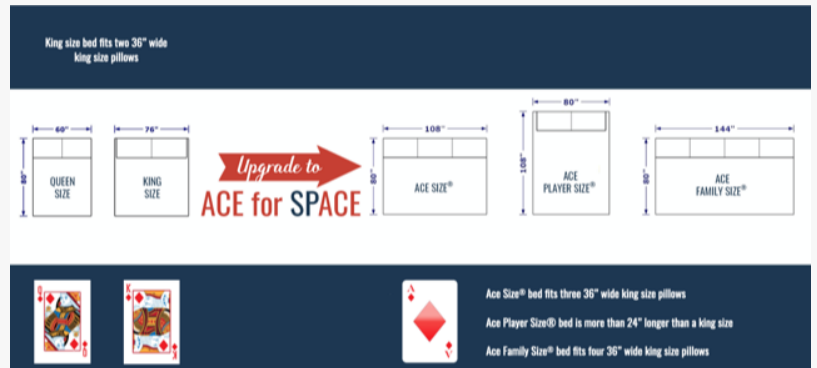 King size bed fits two 36" wide
king size pillows
60"
76"
108"
80"
144"
80"
80"
108"
80"
QUEEN
SIZE
KING
SIZE
Upgrade to
ACE for SPACE
ACE SIZE®
ACE
PLAYER SIZE®
ACE
FAMILY SIZE®
Q
Q
K
K
A
A
Ace Size® bed fits three 36" wide king size pillows
Ace Player Size® bed is more than 24" longer than a king size
Ace Family Size® bed fits four 36" wide king size pillows